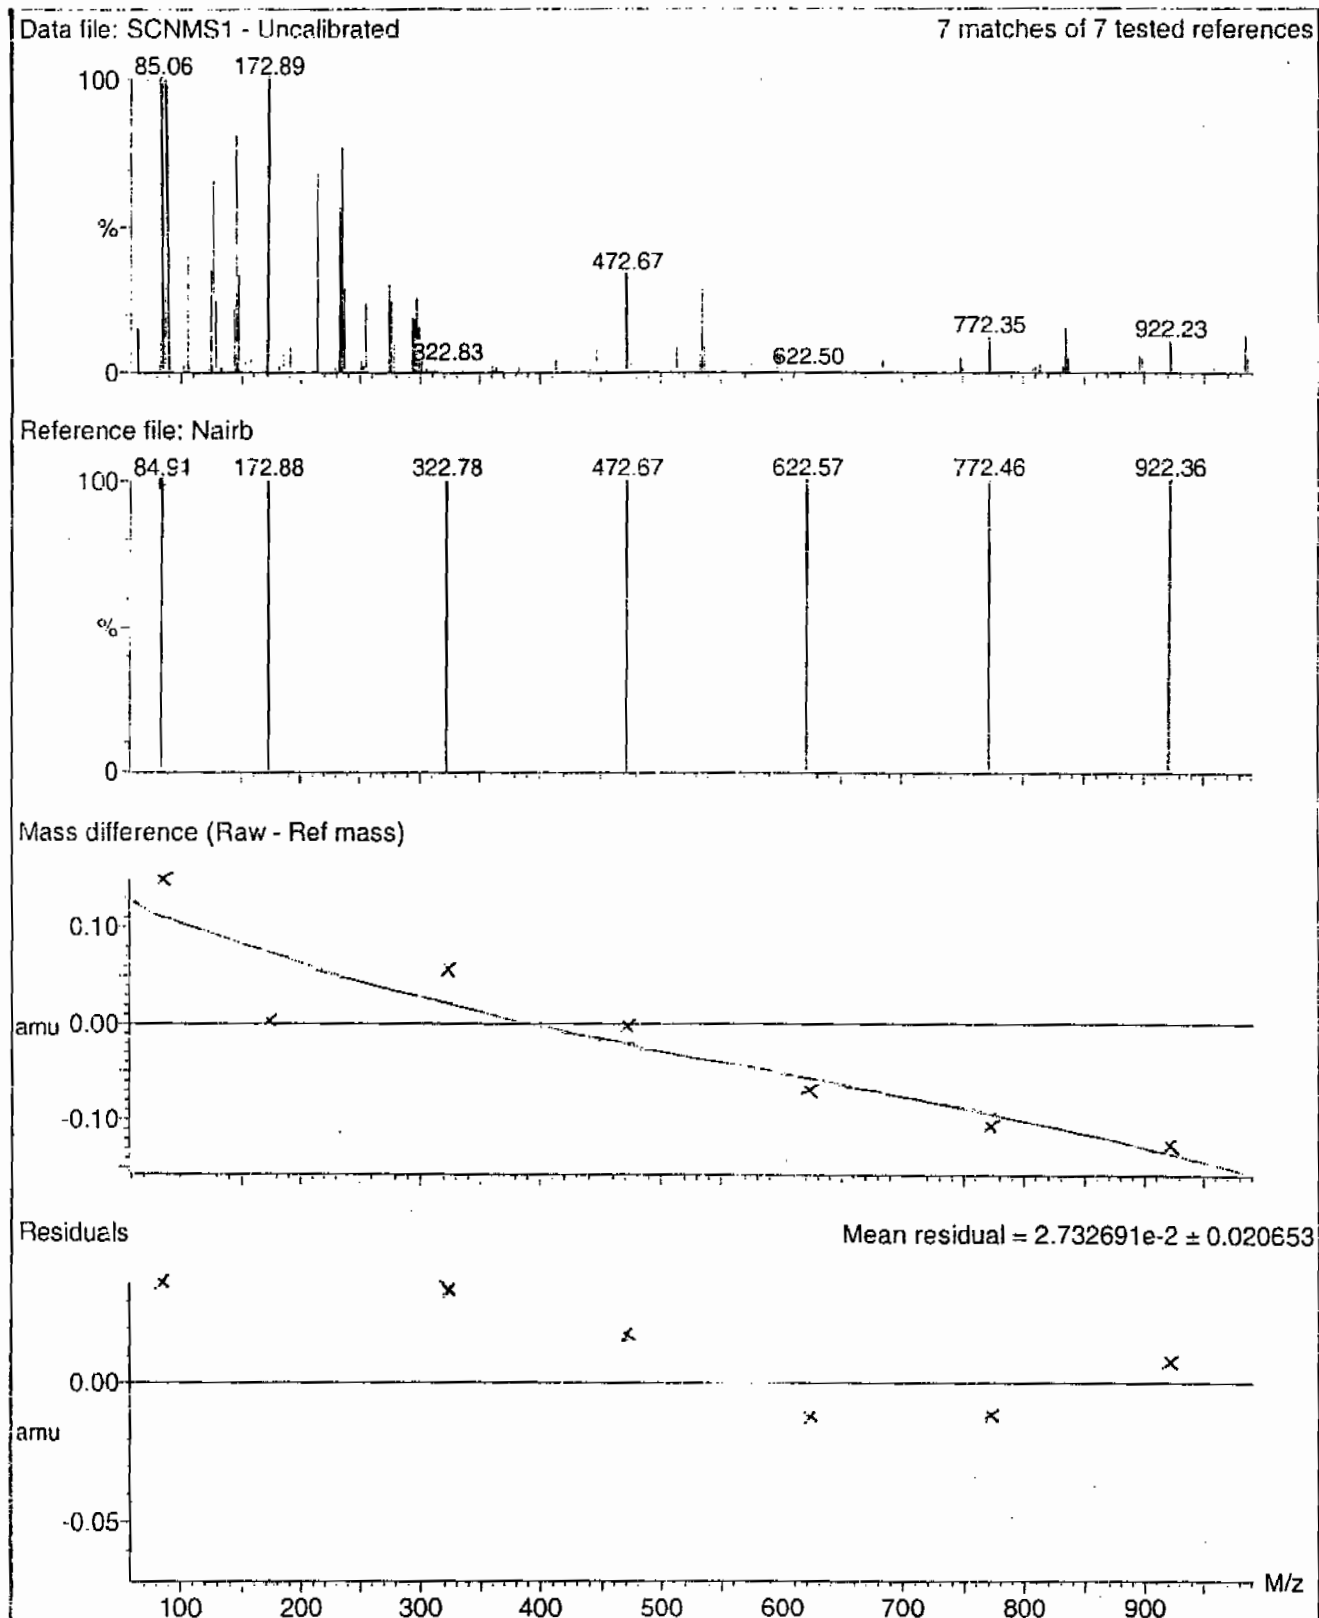 Data file: SCNMS1 - Uncalibrated 7 matches of 7 tested references
85.06 172.89
100
%
472.67
322.83 622.50 772.35 922.23
0
Reference file: Nairb
84.91 172.88 322.78 472.67 622.57 772.46 922.36
100
%
0
Mass difference (Raw - Ref mass)
0.10
amu 0.00
-0.10
Residuals Mean residual = 2.732691e-2 ± 0.020653
0.00
amu
-0.05
M/z
100 200 300 400 500 600 700 800 900